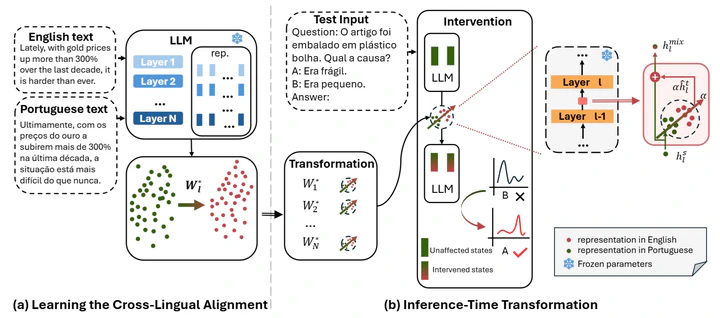 English text
Lately, with gold prices
up more than 300%
over the last decade, it
is harder than ever.
Portuguese text
Ultimamente, com os
preços do ouro a
subirem mais de 300%
na última década, a
situação está mais
difícil do que nunca.
LLM
rep.
Layer 1
Layer 2
...
Layer N
...
...
...
W_l^*
(a) Learning the Cross-Lingual Alignment
Test Input
Question: O artigo foi
embalado em plástico
bolha. Qual a causa?
A: Era frágil.
B: Era pequeno.
Answer:
Transformation
W_1^*
W_2^*
...
W_N^*
Intervention
LLM
LLM
B ✗
A ✓
Unaffected states
Intervened states
...
Layer l
Layer l-1
...
h_l^{mix}
αĥ_l
α
h_l^s
representation in English
representation in Portuguese
Frozen parameters
(b) Inference-Time Transformation